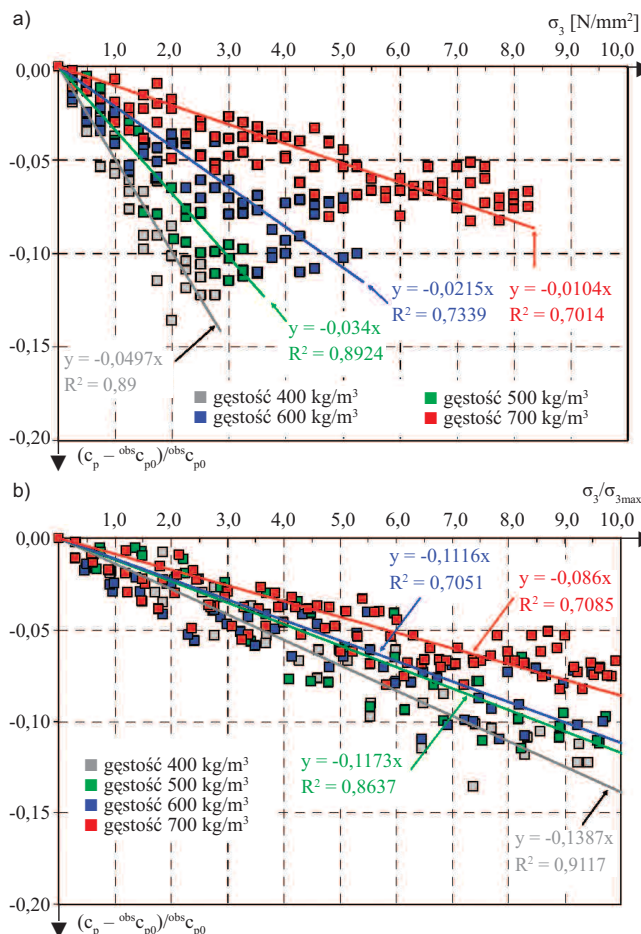 a)
σ₃ [N/mm²]
1,0 2,0 3,0 4,0 5,0 6,0 7,0 8,0 9,0 10,0
0,00
-0,05
-0,10
-0,15
-0,20
y = -0,0215x
R² = 0,7339
y = -0,0104x
R² = 0,7014
y = -0,034x
R² = 0,8924
y = -0,0497x
R² = 0,89
gęstość 400 kg/m³
gęstość 500 kg/m³
gęstość 600 kg/m³
gęstość 700 kg/m³
(cₚ – ᵒᵇˢcₚ₀)/ᵒᵇˢcₚ₀
b)
σ₃/σ₃ₘₐₓ
1,0 2,0 3,0 4,0 5,0 6,0 7,0 8,0 9,0 10,0
0,00
-0,05
-0,10
-0,15
-0,20
y = -0,1116x
R² = 0,7051
y = -0,086x
R² = 0,7085
y = -0,1173x
R² = 0,8637
y = -0,1387x
R² = 0,9117
gęstość 400 kg/m³
gęstość 500 kg/m³
gęstość 600 kg/m³
gęstość 700 kg/m³
(cₚ – ᵒᵇˢcₚ₀)/ᵒᵇˢcₚ₀